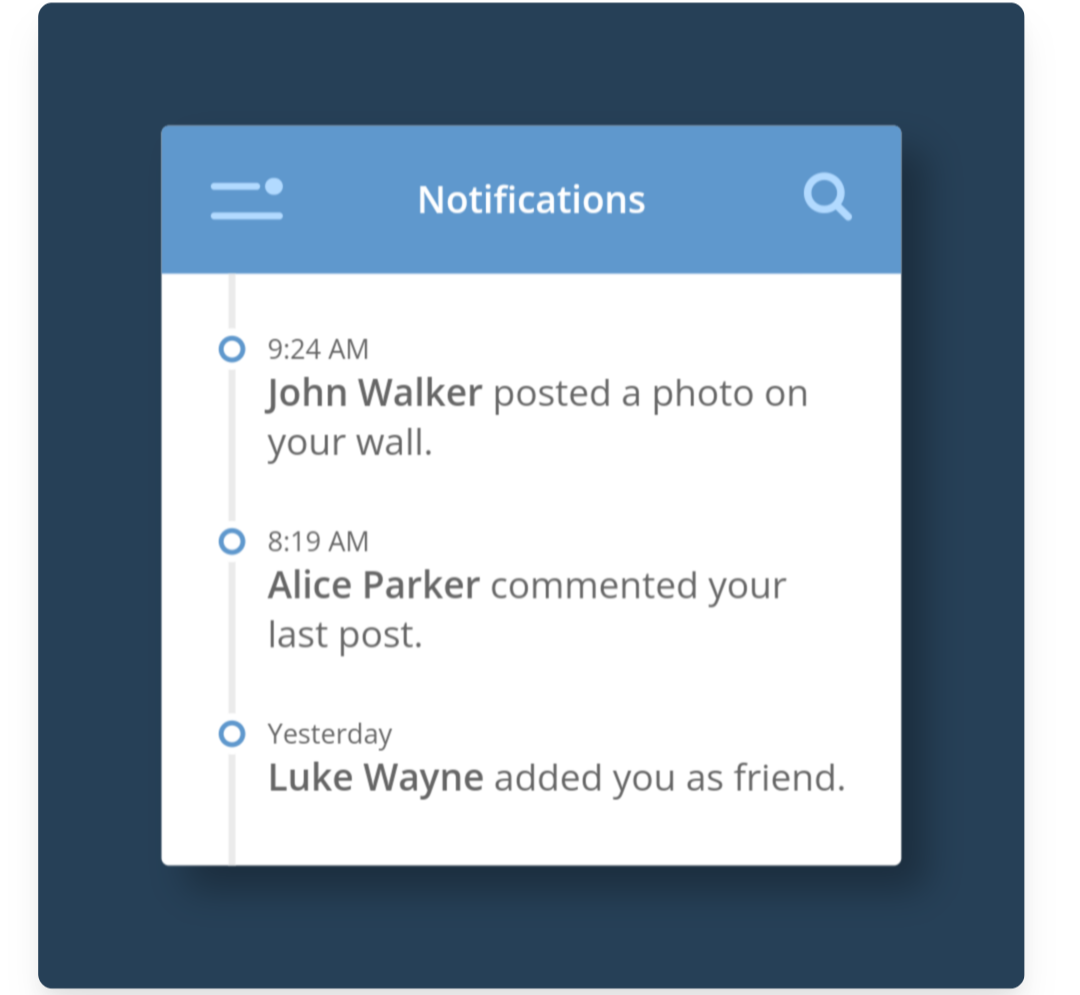 Notifications
9:24 AM
John Walker posted a photo on
your wall.
8:19 AM
Alice Parker commented your
last post.
Yesterday
Luke Wayne added you as friend.